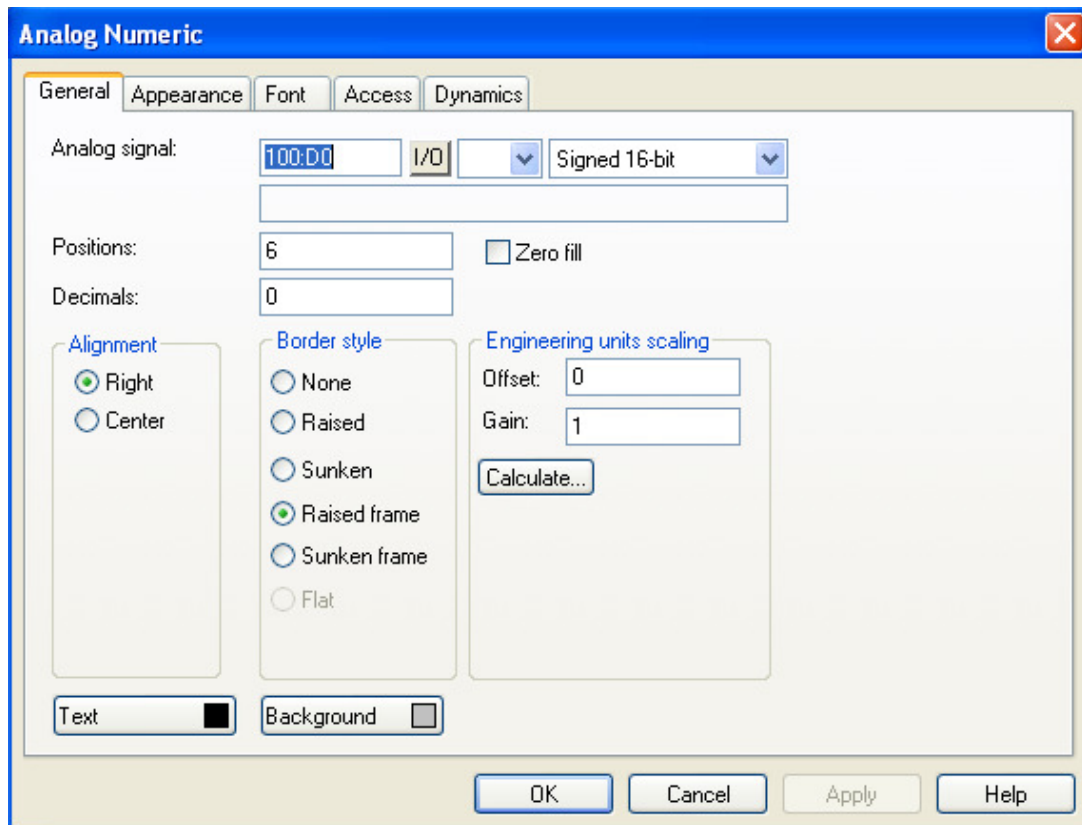 Analog Numeric
General Appearance Font Access Dynamics
Analog signal: 100:D0 I/O Signed 16-bit
Positions: 6 Zero fill
Decimals: 0
Alignment Border style Engineering units scaling
Right None Offset: 0
Center Raised Gain: 1
Sunken Calculate...
Raised frame
Sunken frame
Flat
Text Background
OK Cancel Apply Help